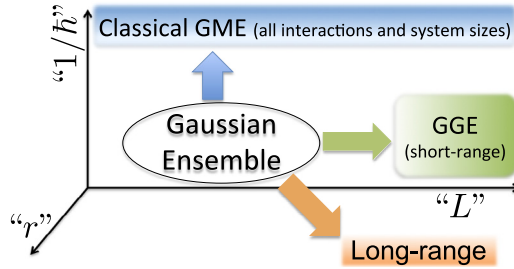 Classical GME (all interactions and system sizes)
“1/ħ”
Gaussian
Ensemble
GGE
(short-range)
“L”
“r”
Long-range